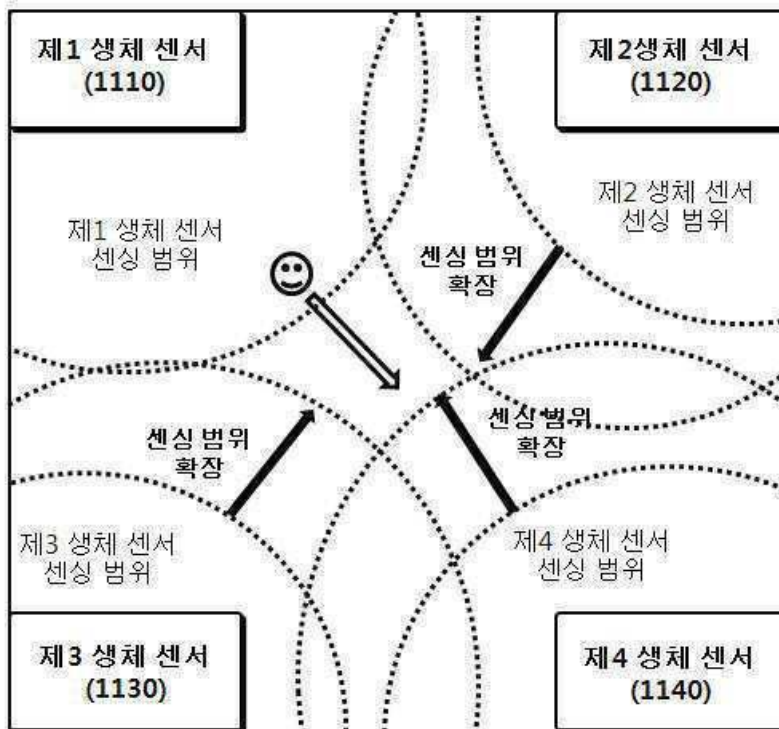 제1 생체 센서
(1110)
제2생체 센서
(1120)
제1 생체 센서
센싱 범위
제2 생체 센서
센싱 범위
센싱 범위
확장
센싱 범위
확장
센싱 범위
확장
제3 생체 센서
센싱 범위
제4 생체 센서
센싱 범위
제3 생체 센서
(1130)
제4 생체 센서
(1140)